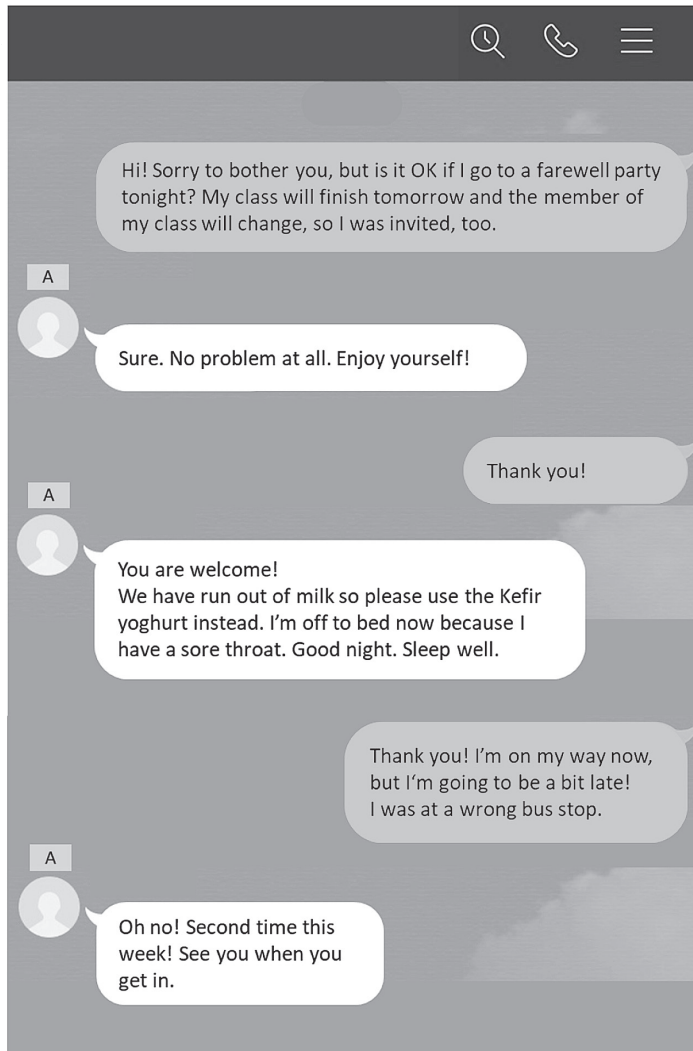 Hi! Sorry to bother you, but is it OK if I go to a farewell party
tonight? My class will finish tomorrow and the member of
my class will change, so I was invited, too.
A
Sure. No problem at all. Enjoy yourself!
Thank you!
A
You are welcome!
We have run out of milk so please use the Kefir
yoghurt instead. I’m off to bed now because I
have a sore throat. Good night. Sleep well.
Thank you! I’m on my way now,
but I‘m going to be a bit late!
I was at a wrong bus stop.
A
Oh no! Second time this
week! See you when you
get in.